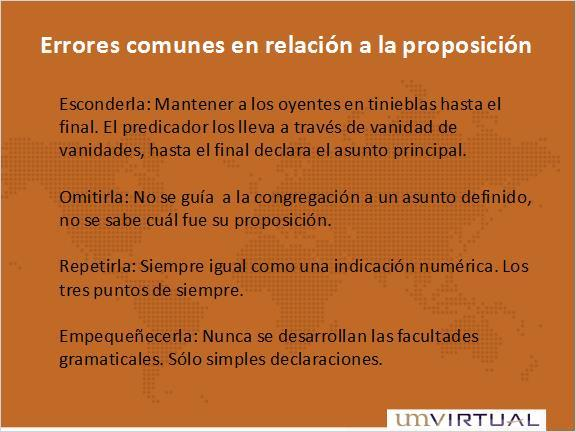 Errores comunes en relación a la proposición
Esconderla: Mantener a los oyentes en tinieblas hasta el
final. El predicador los lleva a través de vanidad de
vanidades, hasta el final declara el asunto principal.
Omitirla: No se guía a la congregación a un asunto definido,
no se sabe cuál fue su proposición.
Repetirla: Siempre igual como una indicación numérica. Los
tres puntos de siempre.
Empequeñecerla: Nunca se desarrollan las facultades
gramaticales. Sólo simples declaraciones.
umVIRTUAL